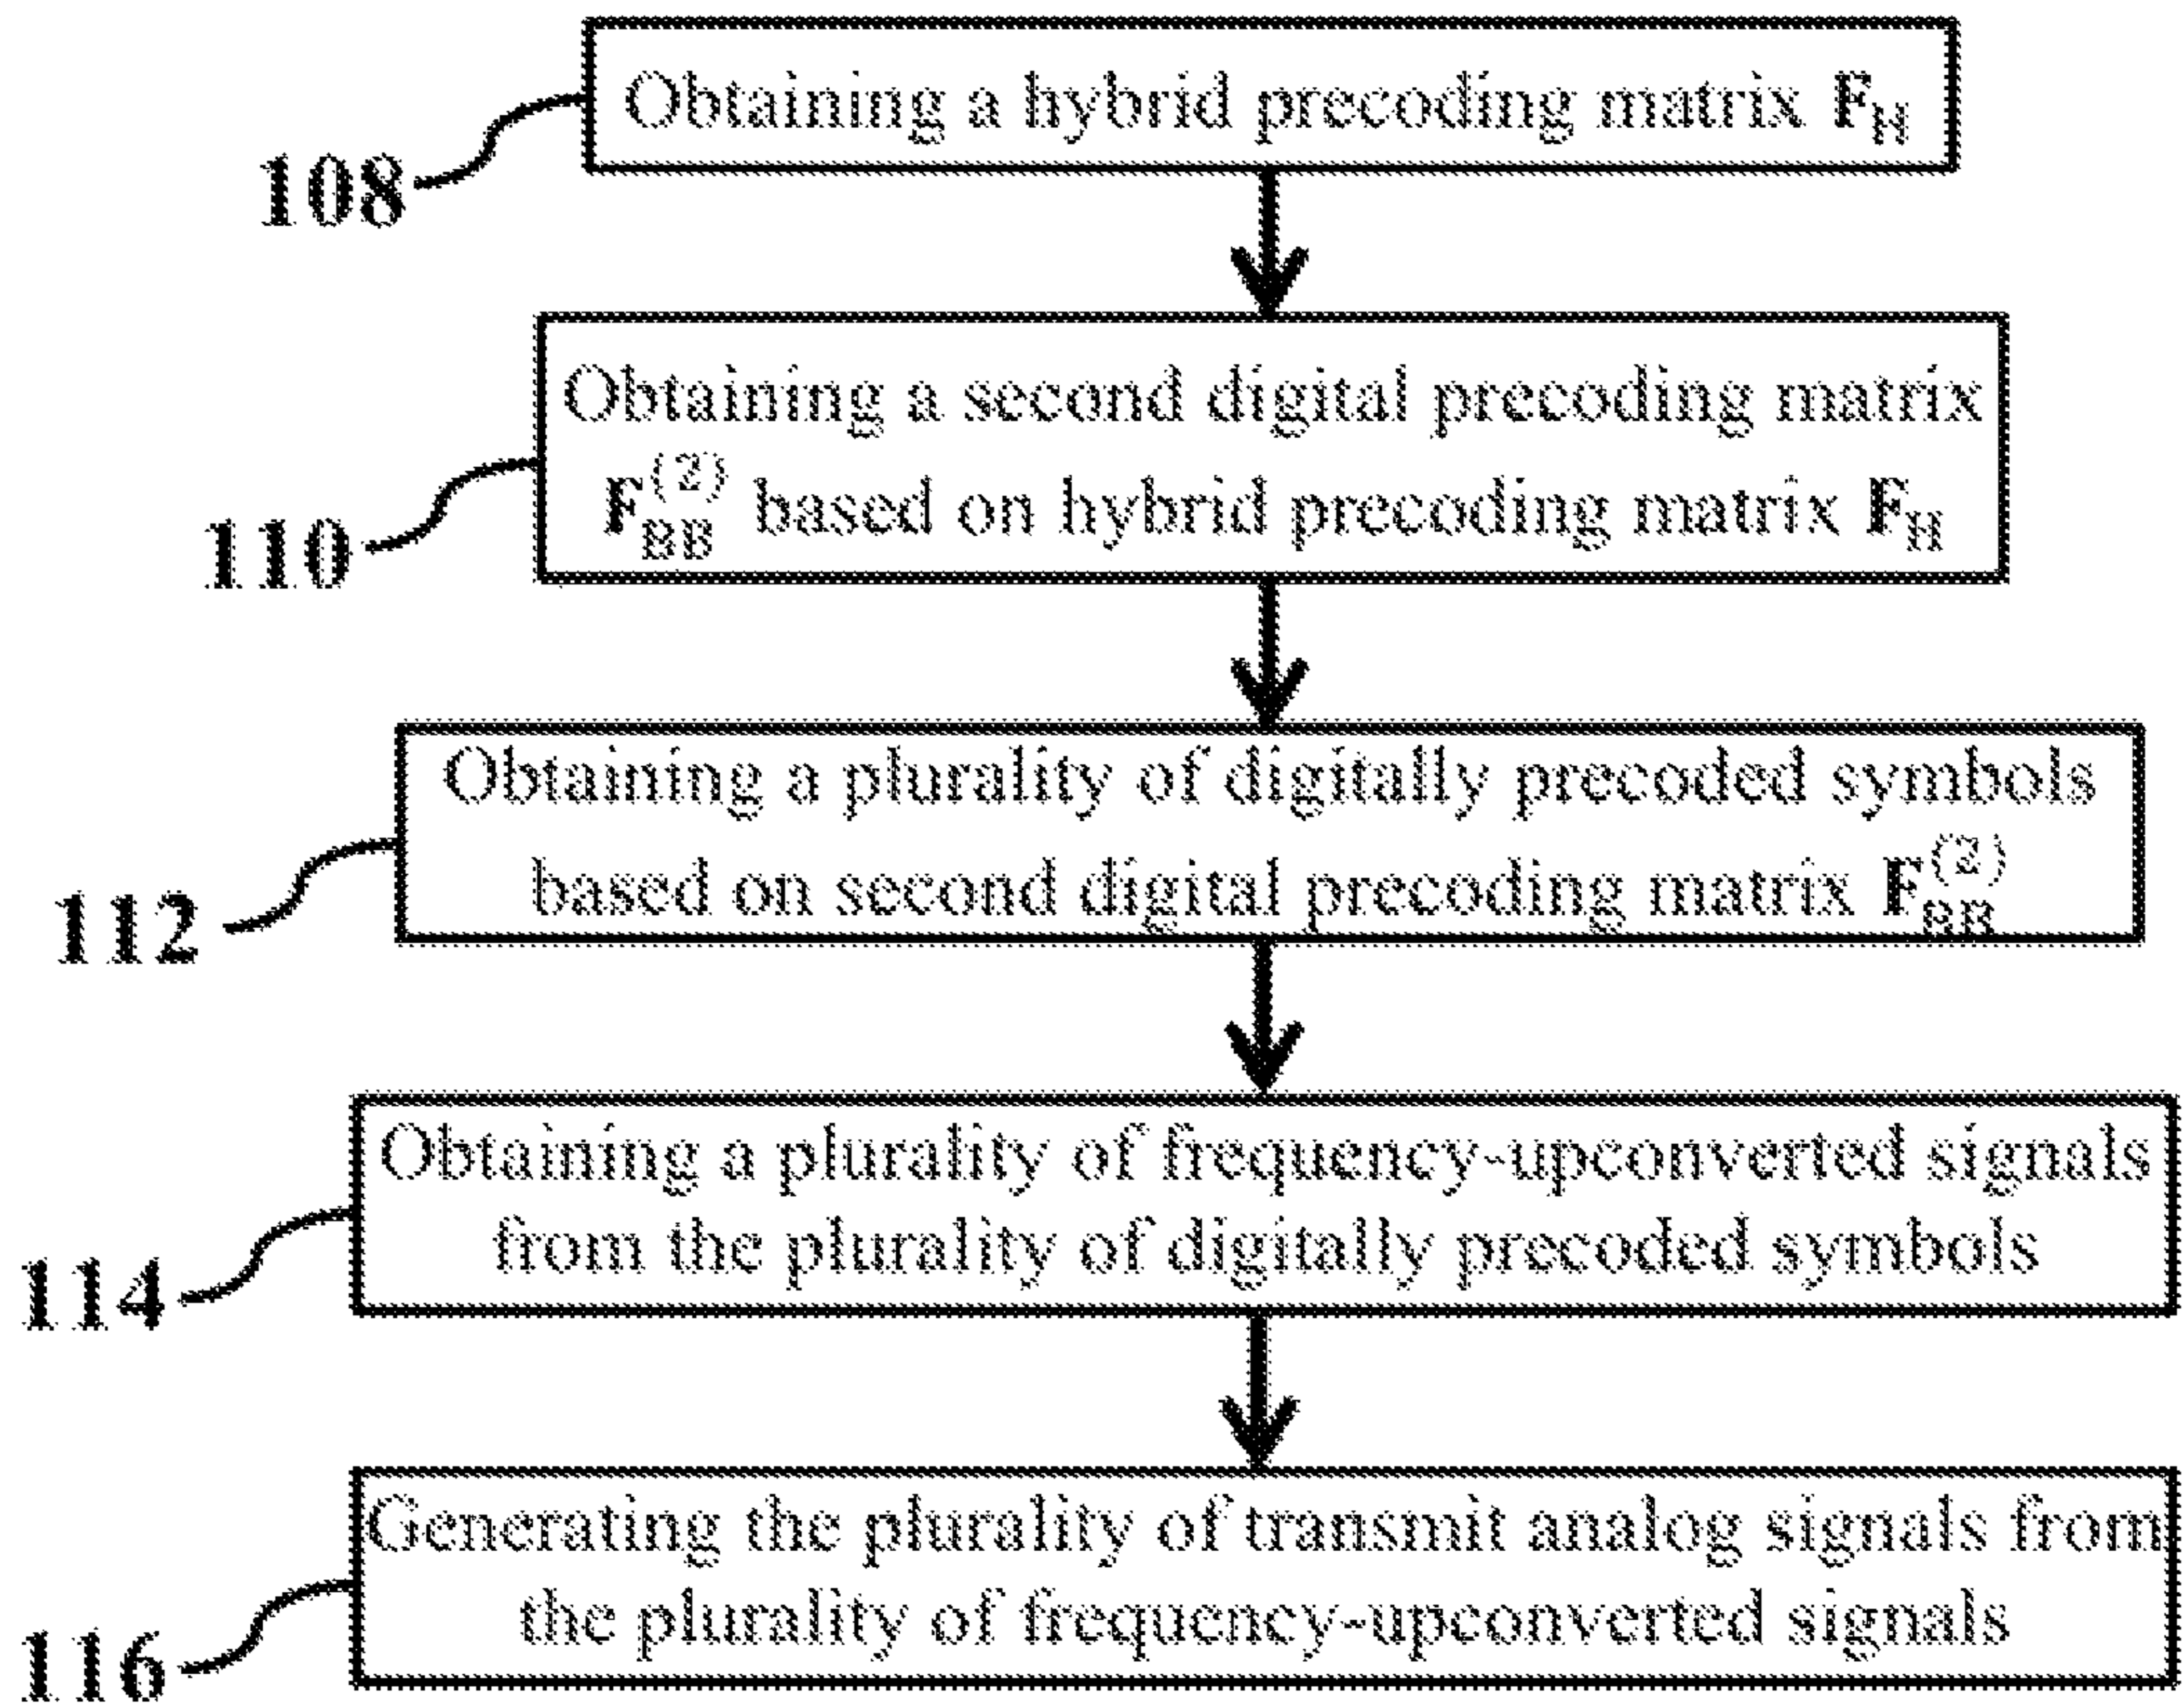 Obtaining a hybrid precoding matrix F_H
108
Obtaining a second digital precoding matrix
F_BB^(2) based on hybrid precoding matrix F_H
110
Obtaining a plurality of digitally precoded symbols
based on second digital precoding matrix F_BB^(2)
112
Obtaining a plurality of frequency-upconverted signals
from the plurality of digitally precoded symbols
114
Generating the plurality of transmit analog signals from
the plurality of frequency-upconverted signals
116